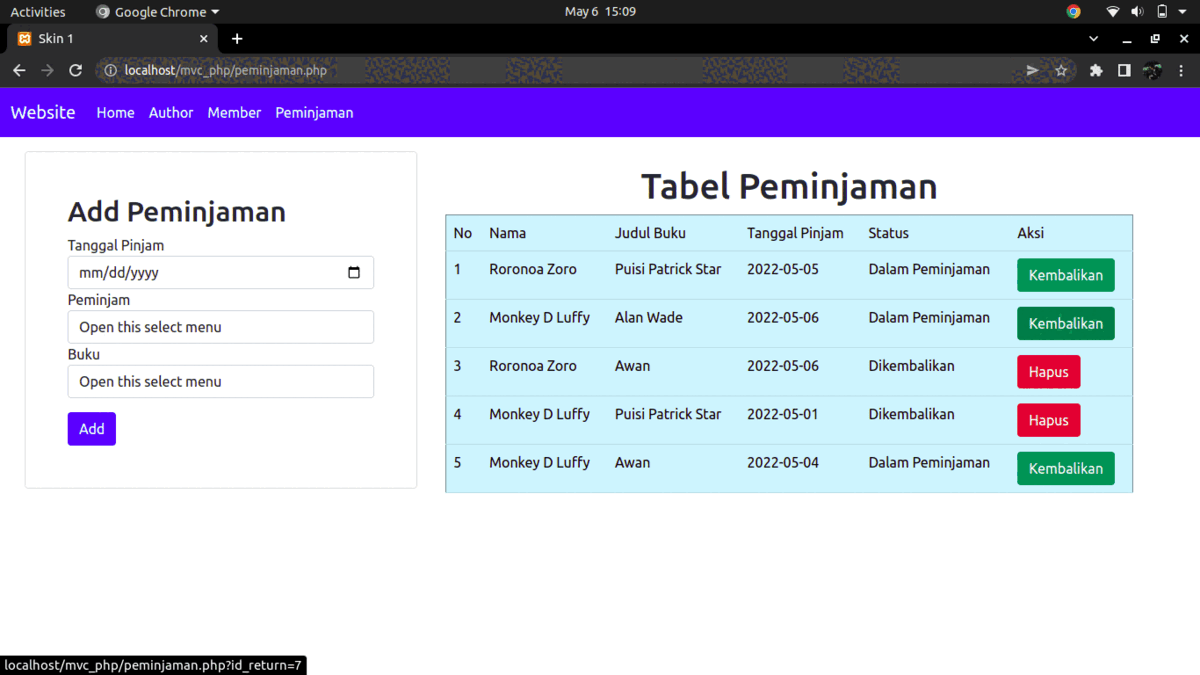 Activities Google Chrome May 6 15:09
Skin 1
localhost/mvc_php/peminjaman.php
Website Home Author Member Peminjaman
Add Peminjaman
Tanggal Pinjam
mm/dd/yyyy
Peminjam
Open this select menu
Buku
Open this select menu
Add
Tabel Peminjaman
No Nama Judul Buku Tanggal Pinjam Status Aksi
1 Roronoa Zoro Puisi Patrick Star 2022-05-05 Dalam Peminjaman Kembalikan
2 Monkey D Luffy Alan Wade 2022-05-06 Dalam Peminjaman Kembalikan
3 Roronoa Zoro Awan 2022-05-06 Dikembalikan Hapus
4 Monkey D Luffy Puisi Patrick Star 2022-05-01 Dikembalikan Hapus
5 Monkey D Luffy Awan 2022-05-04 Dalam Peminjaman Kembalikan
localhost/mvc_php/peminjaman.php?id_return=7